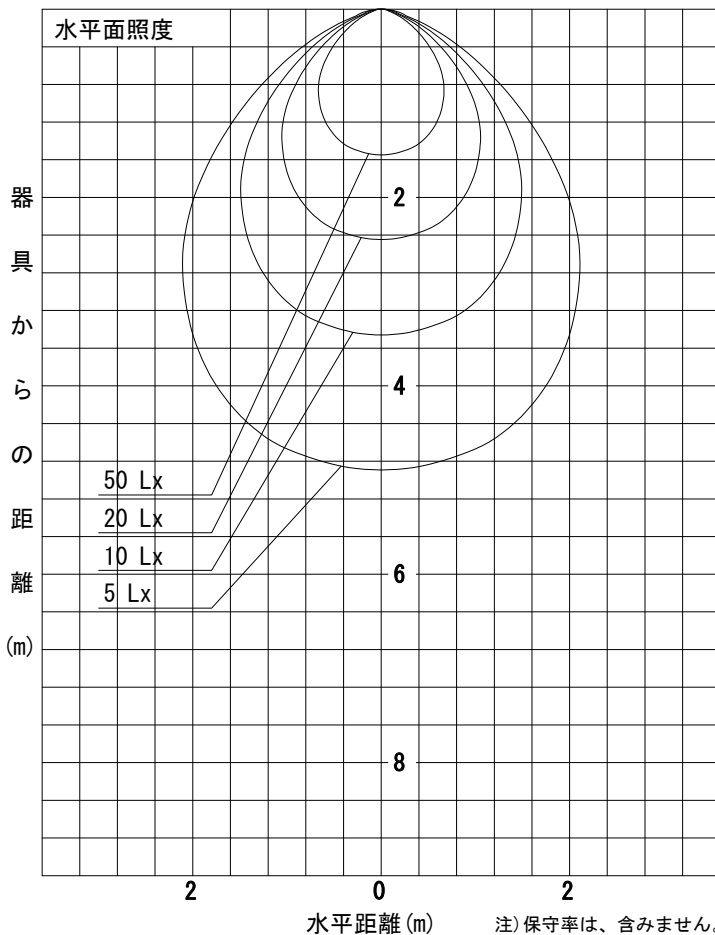 水平面照度
器具からの距離(m)
2
4
6
8
50 Lx
20 Lx
10 Lx
5 Lx
2
0
2
水平距離(m)
注)保守率は、含みません。